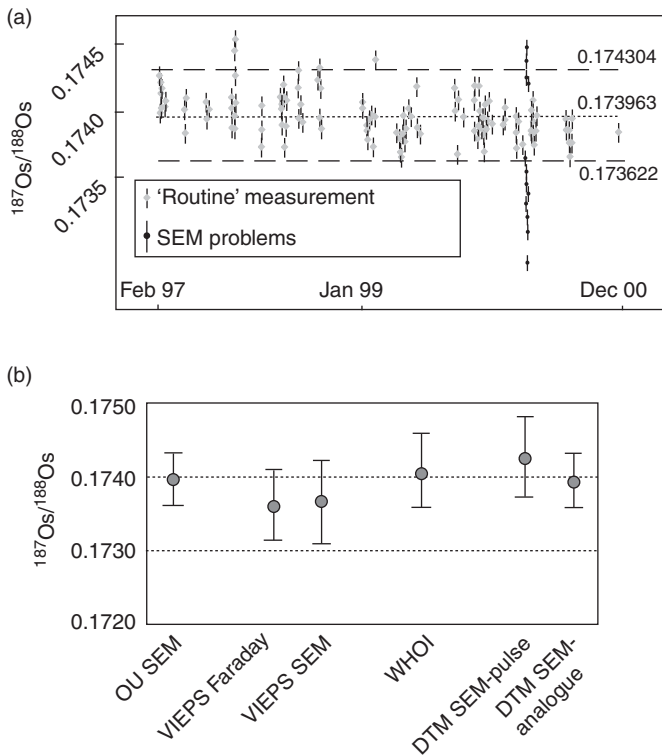 (a)
0.1745
0.1740
0.1735
187Os/188Os
0.174304
0.173963
0.173622
'Routine' measurement
SEM problems
Feb 97
Jan 99
Dec 00
(b)
0.1750
0.1740
0.1730
0.1720
187Os/188Os
OU SEM
VIEPS Faraday
VIEPS SEM
WHOI
DTM SEM-pulse
DTM SEM-
analogue